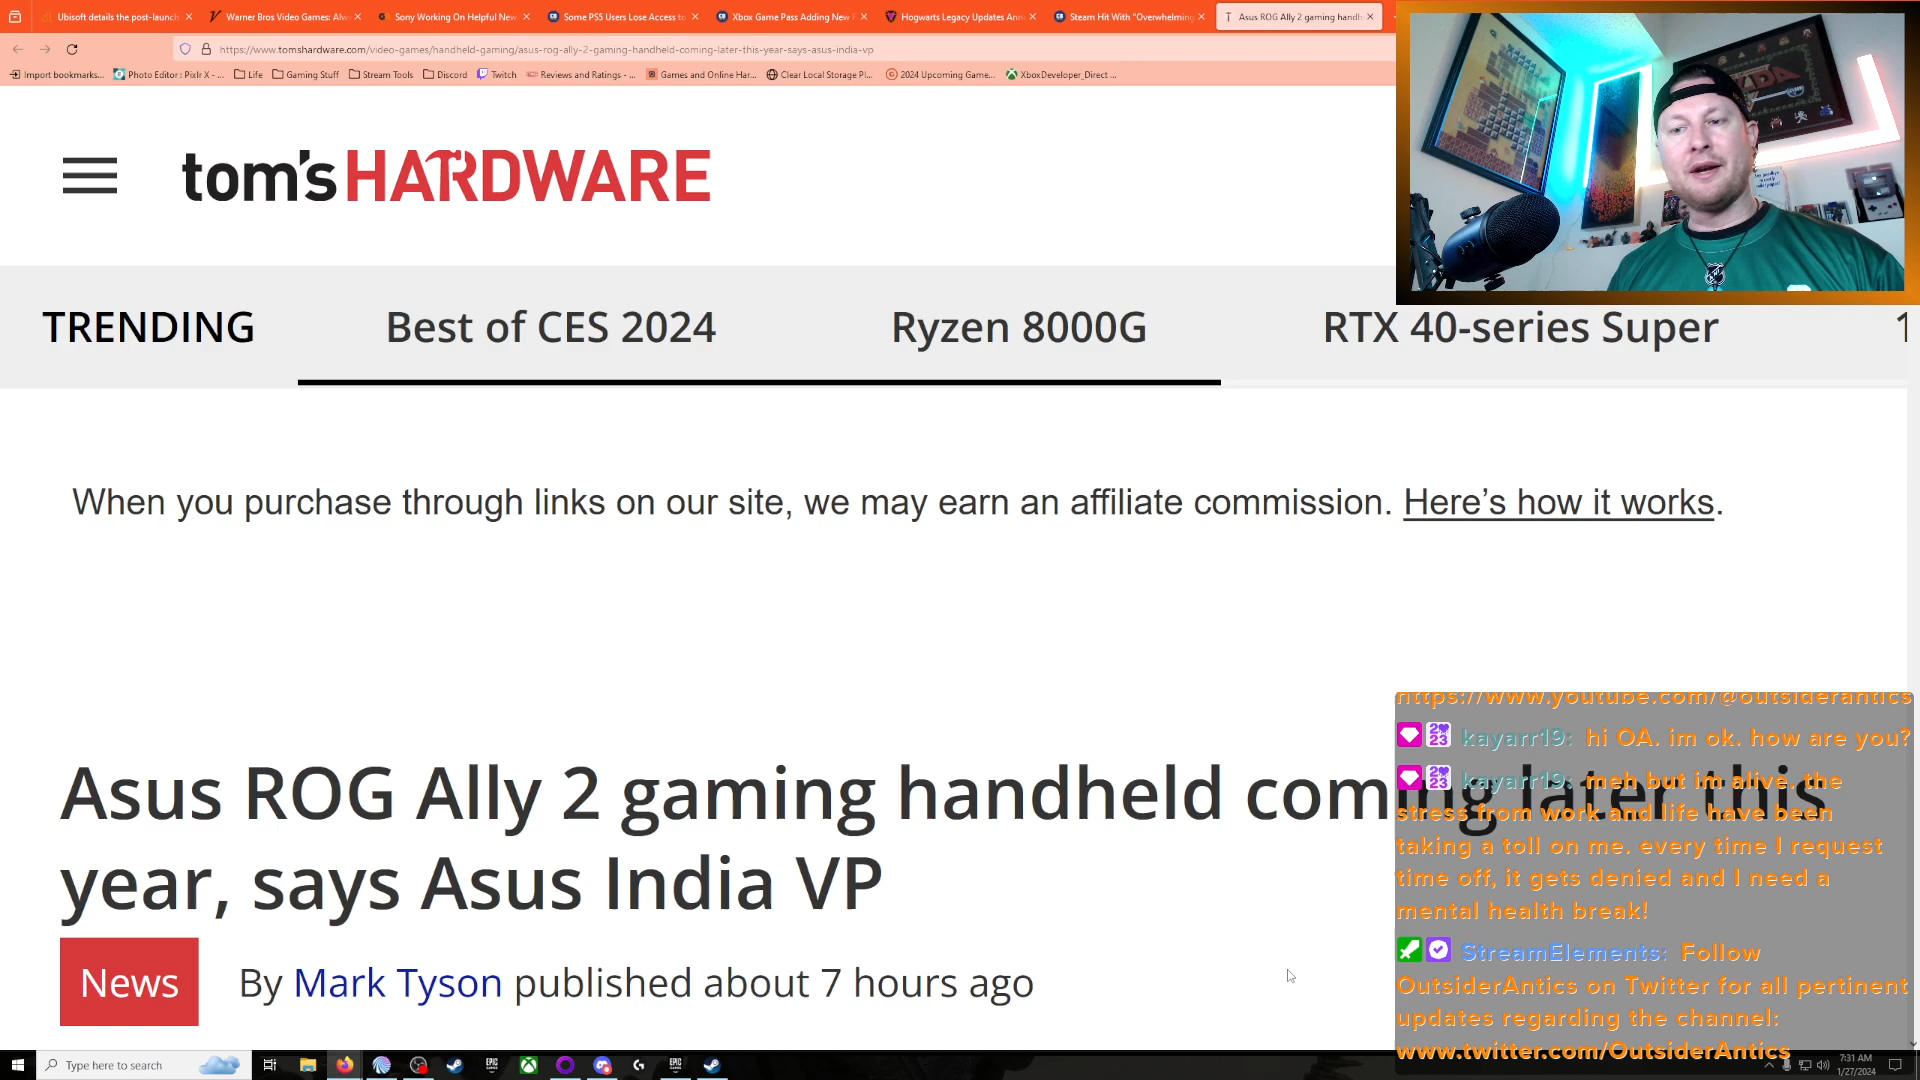 Ubisoft details the post-launch
Warner Bros Video Games: Alw
Sony Working On Helpful New
Some PS5 Users Lose Access to
Xbox Game Pass Adding New F
Hogwarts Legacy Updates Ann
Steam Hit With "Overwhelming
Asus ROG Ally 2 gaming handh
https://www.tomshardware.com/video-games/handheld-gaming/asus-rog-ally-2-gaming-handheld-coming-later-this-year-says-asus-india-vp
Import bookmarks...
Photo Editor : Pixlr X - ...
Life
Gaming Stuff
Stream Tools
Discord
Twitch
Reviews and Ratings - ...
Games and Online Har...
Clear Local Storage Pl...
2024 Upcoming Game...
XboxDeveloper_Direct ...
tom's HARDWARE
TRENDING
Best of CES 2024
Ryzen 8000G
RTX 40-series Super
When you purchase through links on our site, we may earn an affiliate commission. Here's how it works.
Asus ROG Ally 2 gaming handheld coming later this
year, says Asus India VP
News
By Mark Tyson published about 7 hours ago
https://www.youtube.com/@outsiderantics
kayarr19: hi OA. im ok. how are you?
kayarr19: meh but im alive. the
stress from work and life have been
taking a toll on me. every time I request
time off, it gets denied and I need a
mental health break!
StreamElements: Follow
OutsiderAntics on Twitter for all pertinent
updates regarding the channel:
www.twitter.com/OutsiderAntics
Type here to search
7:31 AM
1/27/2024